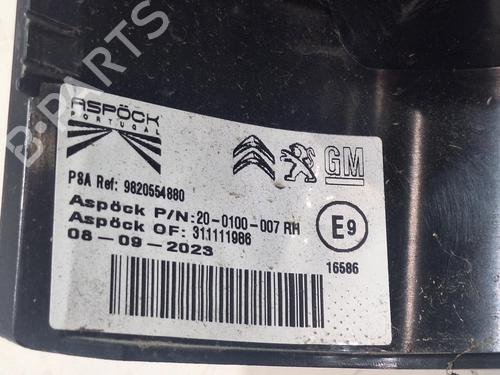 ASPÖCK
PORTUGAL
GM
PSA Ref: 9820554880
Aspöck P/N:20-0100-007 RH
Aspöck OF: 311111986
08-09-2023
E9
16586
B-PARTS